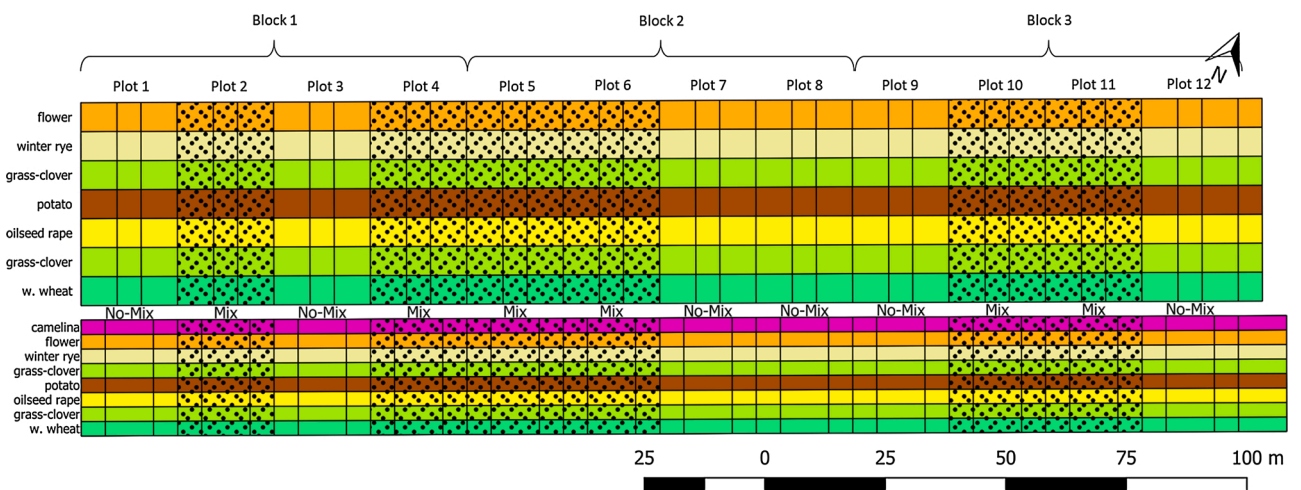 Block 1 Block 2 Block 3
N
Plot 1 Plot 2 Plot 3 Plot 4 Plot 5 Plot 6 Plot 7 Plot 8 Plot 9 Plot 10 Plot 11 Plot 12
flower
winter rye
grass-clover
potato
oilseed rape
grass-clover
w. wheat
No-Mix Mix No-Mix Mix Mix Mix No-Mix No-Mix No-Mix Mix Mix No-Mix
camelina
flower
winter rye
grass-clover
potato
oilseed rape
grass-clover
w. wheat
25 0 25 50 75 100 m